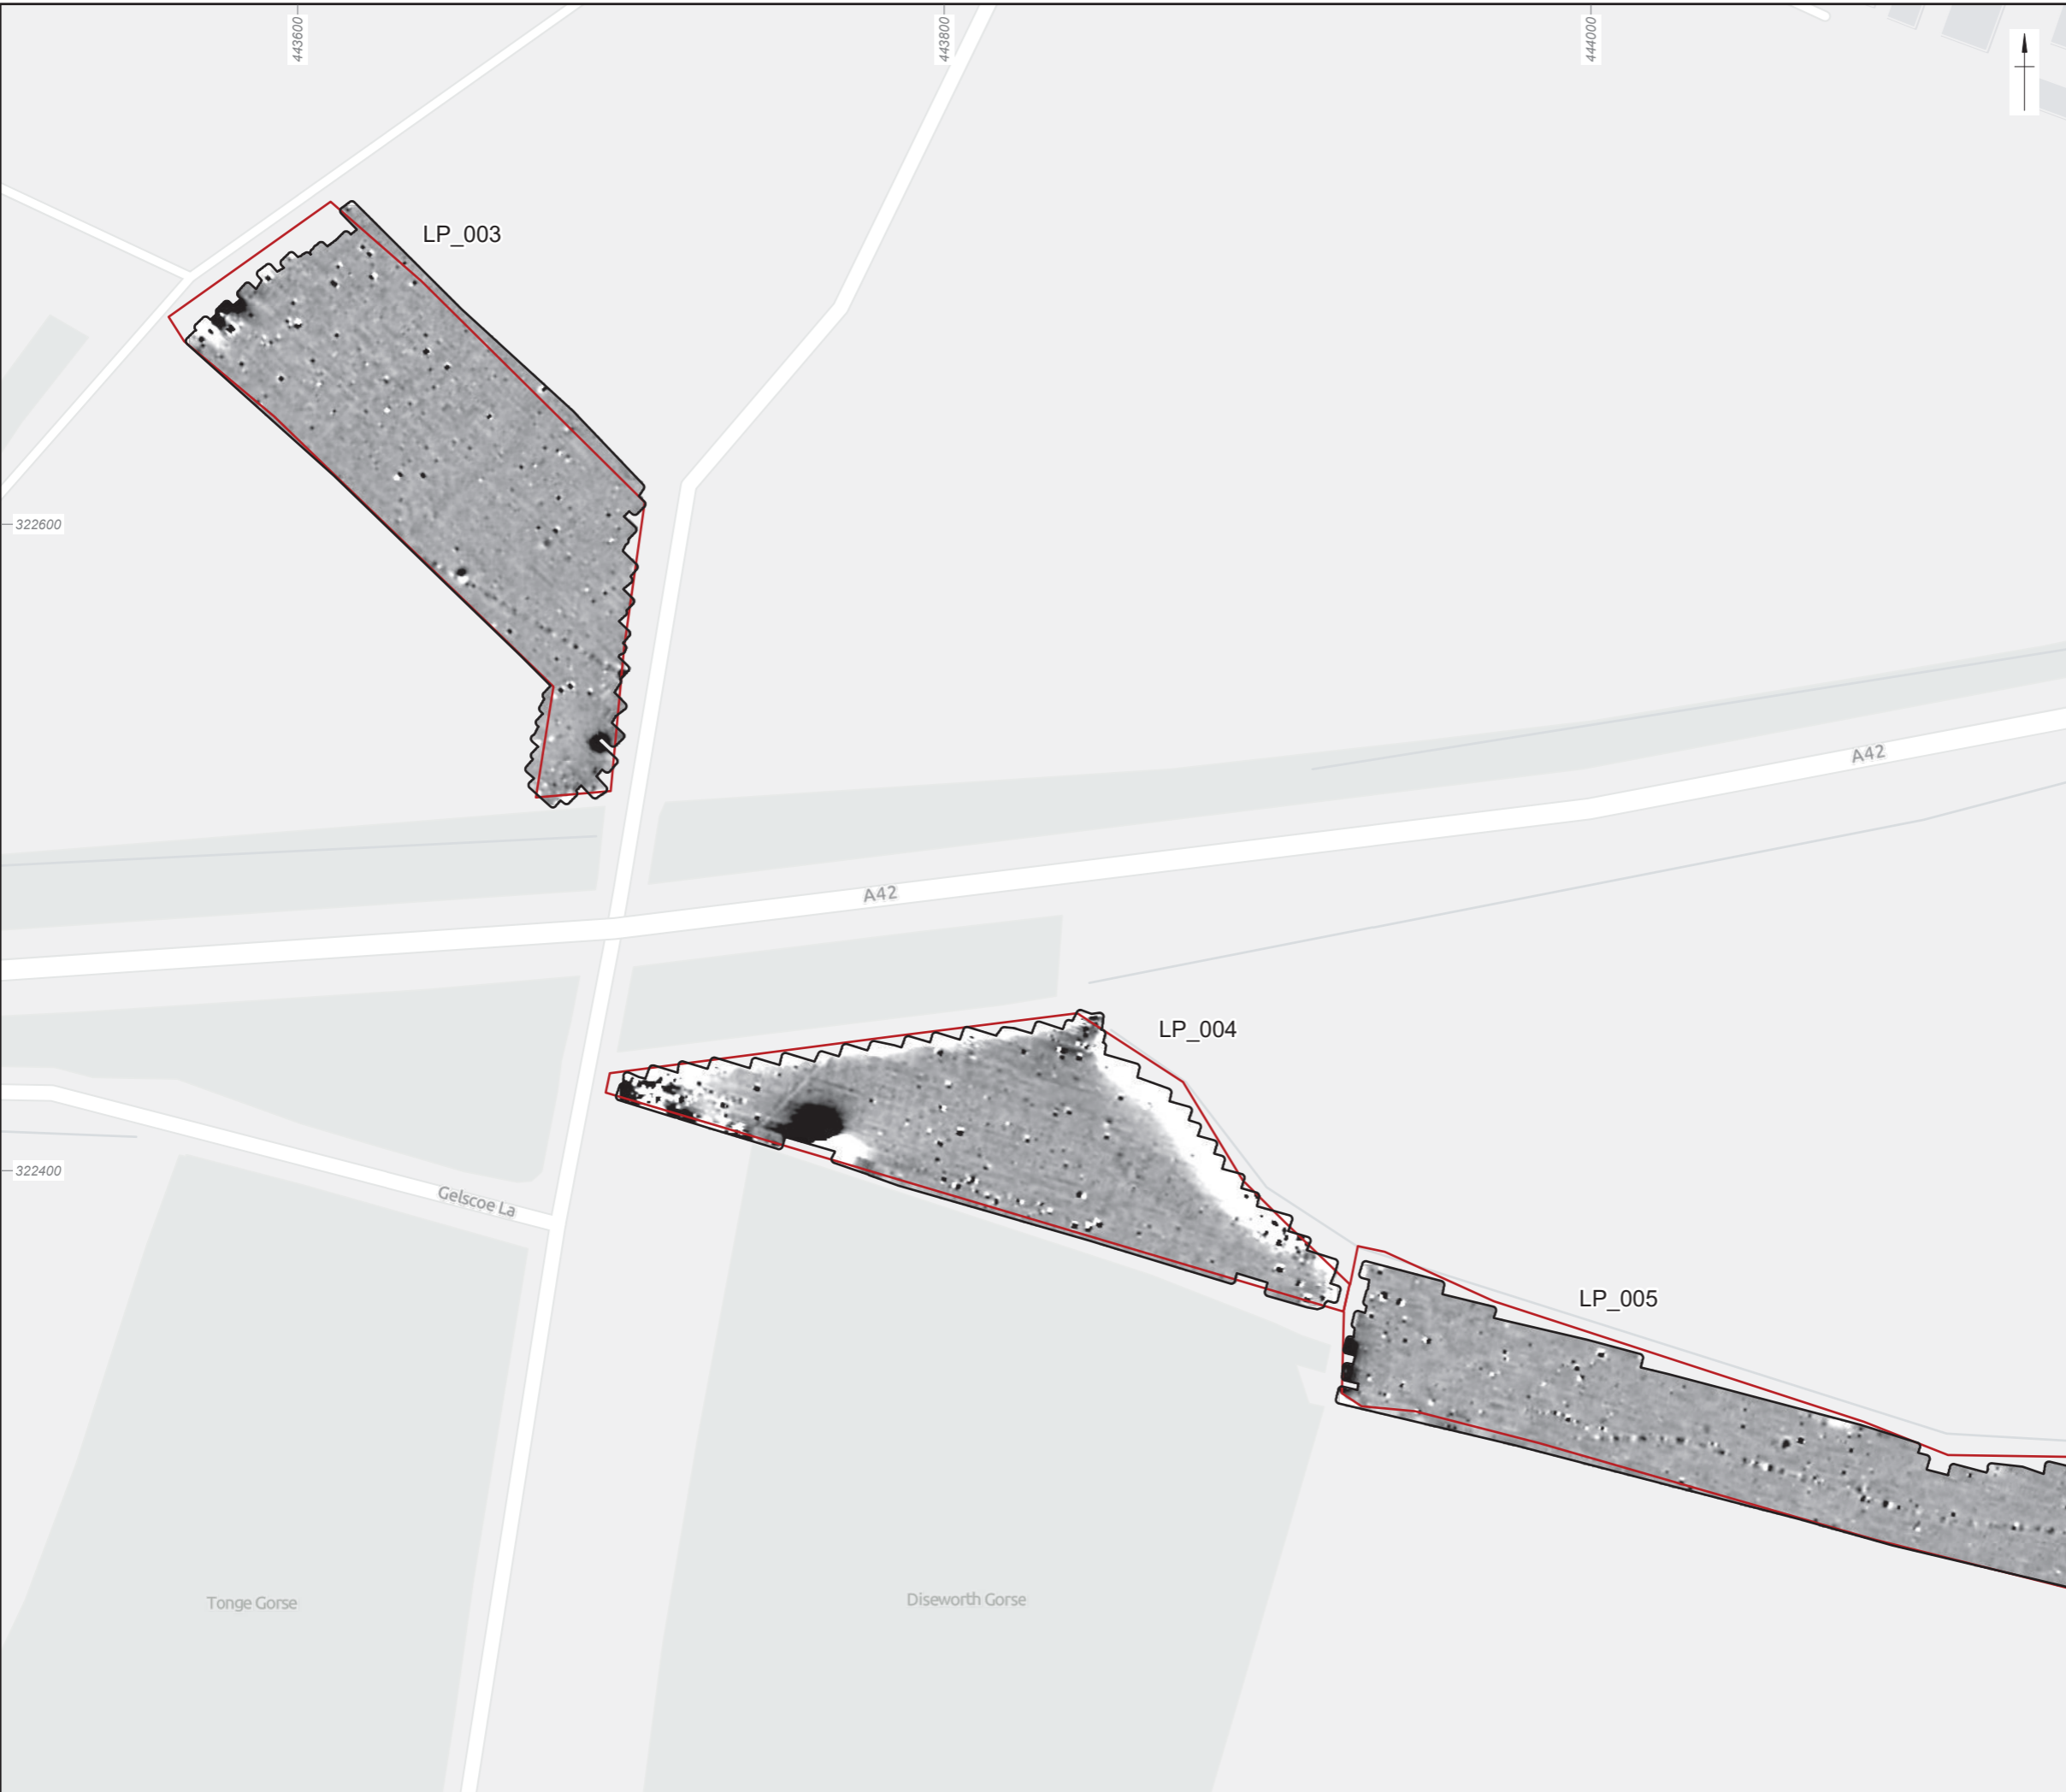 443600
443800
444000
LP_003
322600
A42
A42
LP_004
322400
Gelscoe La
LP_005
Tonge Gorse
Diseworth Gorse